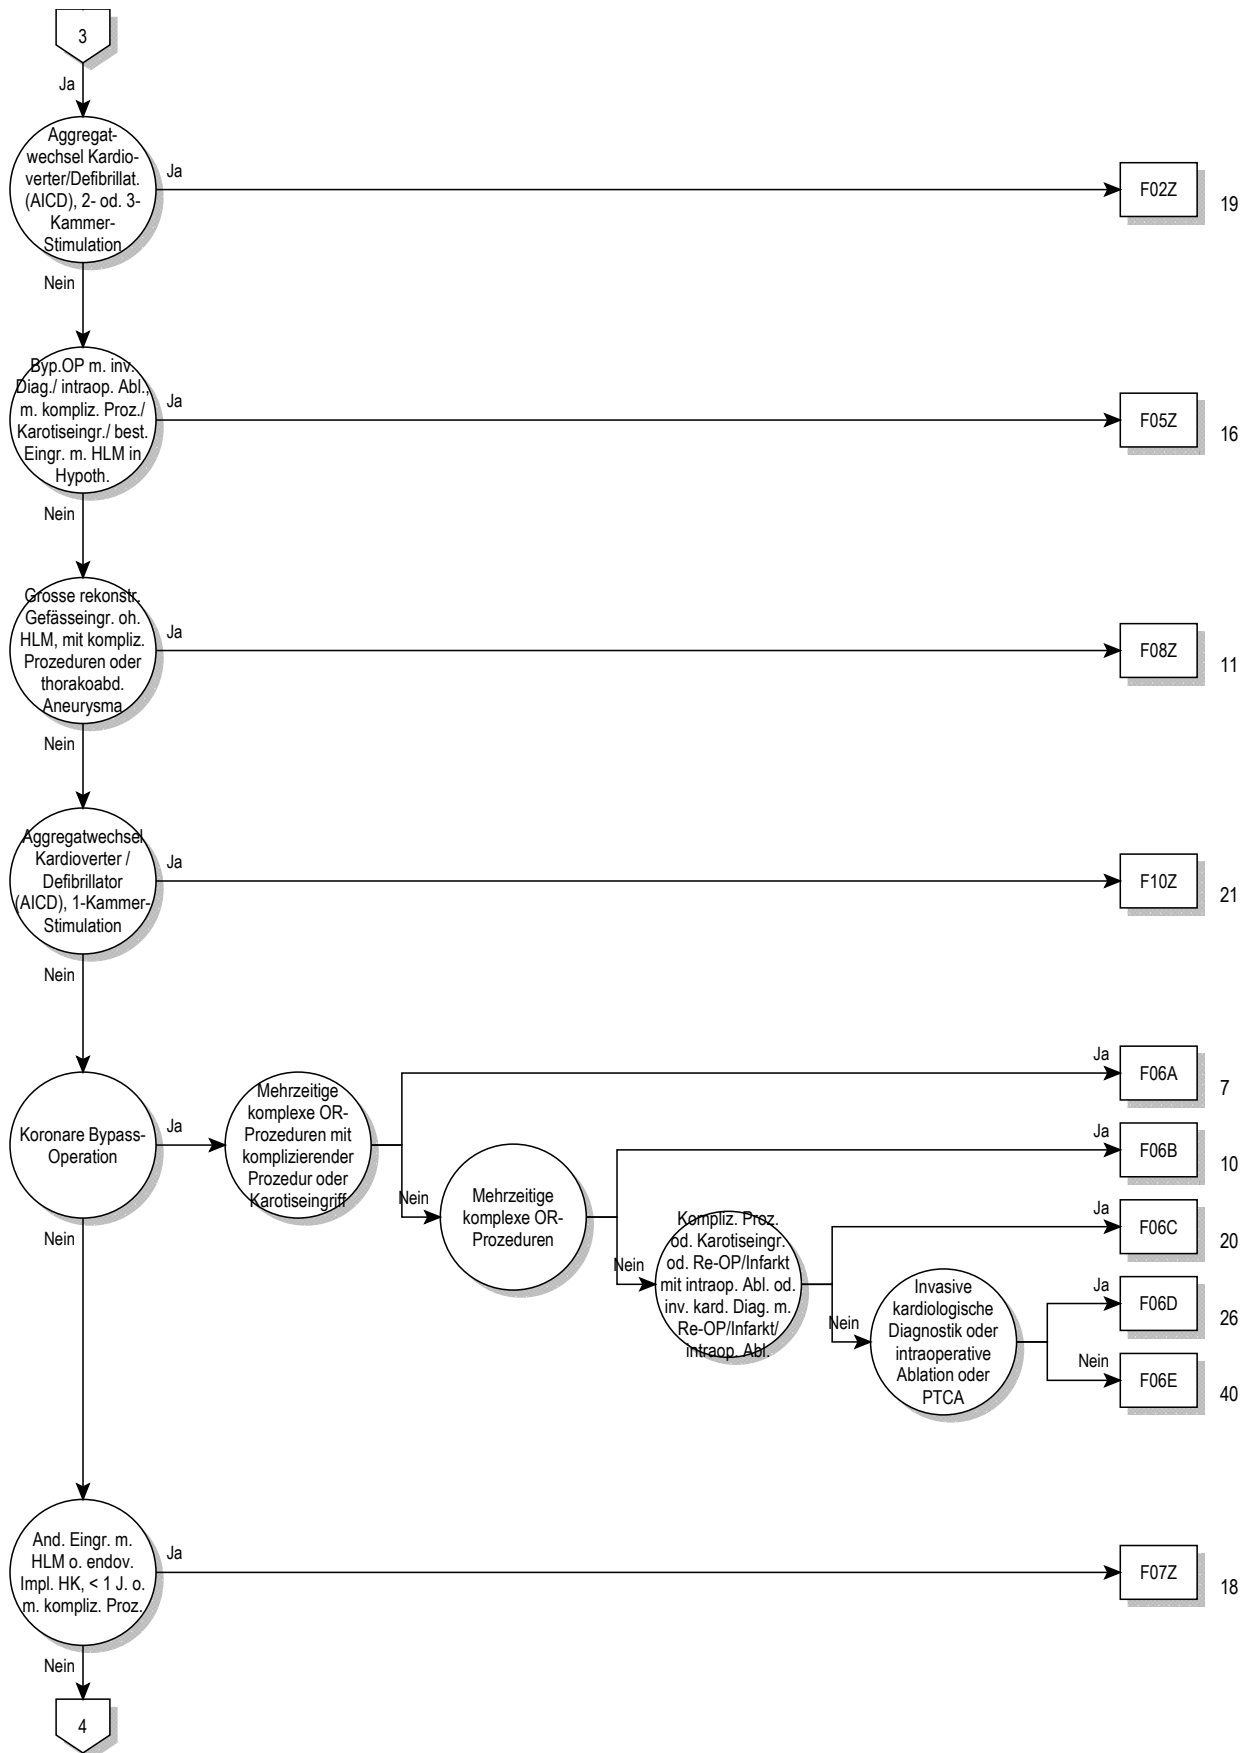 3
Ja
Aggregat-
wechsel Kardio-
verter/Defibrillat.
(AICD), 2- od. 3-
Kammer-
Stimulation
Ja
F02Z
19
Nein
Byp.OP m. inv.
Diag./ intraop. Abl.,
m. kompliz. Proz./
Karotiseingr./ best.
Eingr. m. HLM in
Hypoth.
Ja
F05Z
16
Nein
Grosse rekonstr.
Gefässeingr. oh.
HLM, mit kompliz.
Prozeduren oder
thorakoabd.
Aneurysma
Ja
F08Z
11
Nein
Aggregatwechsel
Kardioverter /
Defibrillator
(AICD), 1-Kammer-
Stimulation
Ja
F10Z
21
Nein
Koronare Bypass-
Operation
Ja
Mehrzeitige
komplexe OR-
Prozeduren mit
komplizierender
Prozedur oder
Karotiseingriff
Ja
F06A
7
Nein
Mehrzeitige
komplexe OR-
Prozeduren
Ja
F06B
10
Nein
Kompliz. Proz.
od. Karotiseingr.
od. Re-OP/Infarkt
mit intraop. Abl. od.
inv. kard. Diag. m.
Re-OP/Infarkt/
intraop. Abl.
Ja
F06C
20
Nein
Invasive
kardiologische
Diagnostik oder
intraoperative
Ablation oder
PTCA
Ja
F06D
26
Nein
F06E
40
Nein
And. Eingr. m.
HLM o. endov.
Impl. HK, < 1 J. o.
m. kompliz. Proz.
Ja
F07Z
18
Nein
4